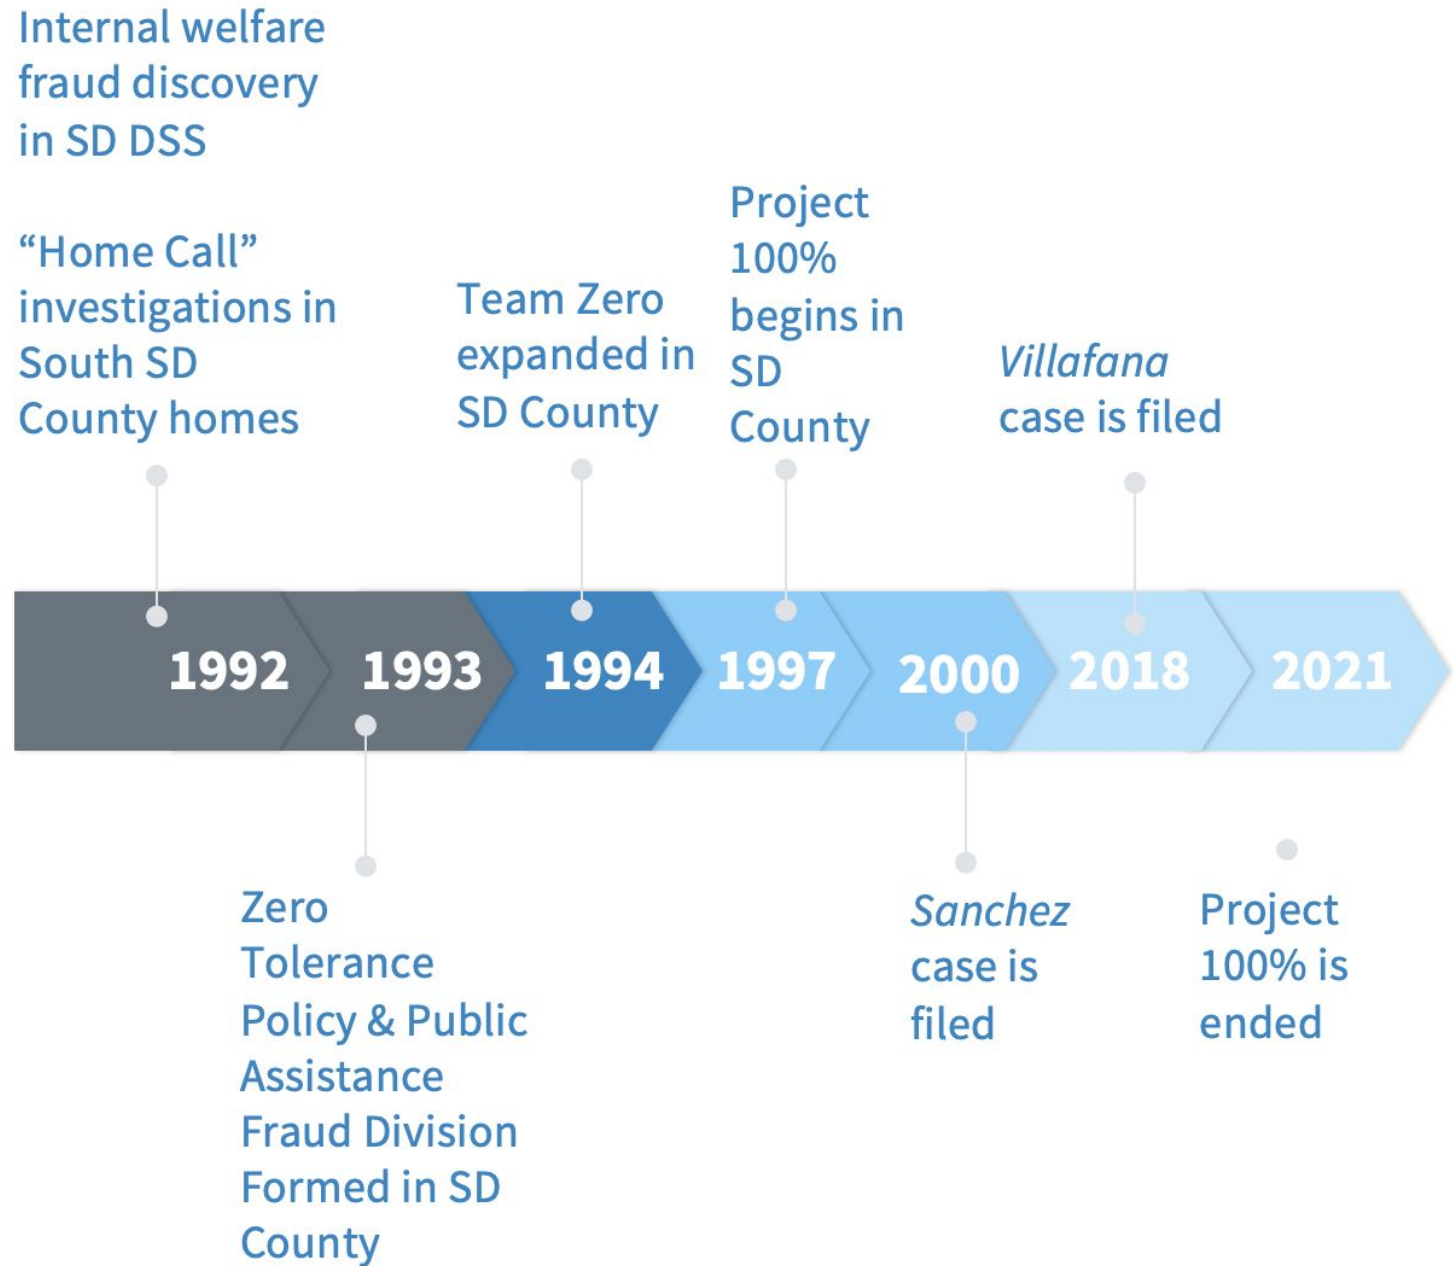 Internal welfare
fraud discovery
in SD DSS
“Home Call”
investigations in
South SD
County homes
Team Zero
expanded in
SD County
Project
100%
begins in
SD
County
Villafana
case is filed
1992
1993
1994
1997
2000
2018
2021
Zero
Tolerance
Policy & Public
Assistance
Fraud Division
Formed in SD
County
Sanchez
case is
filed
Project
100% is
ended